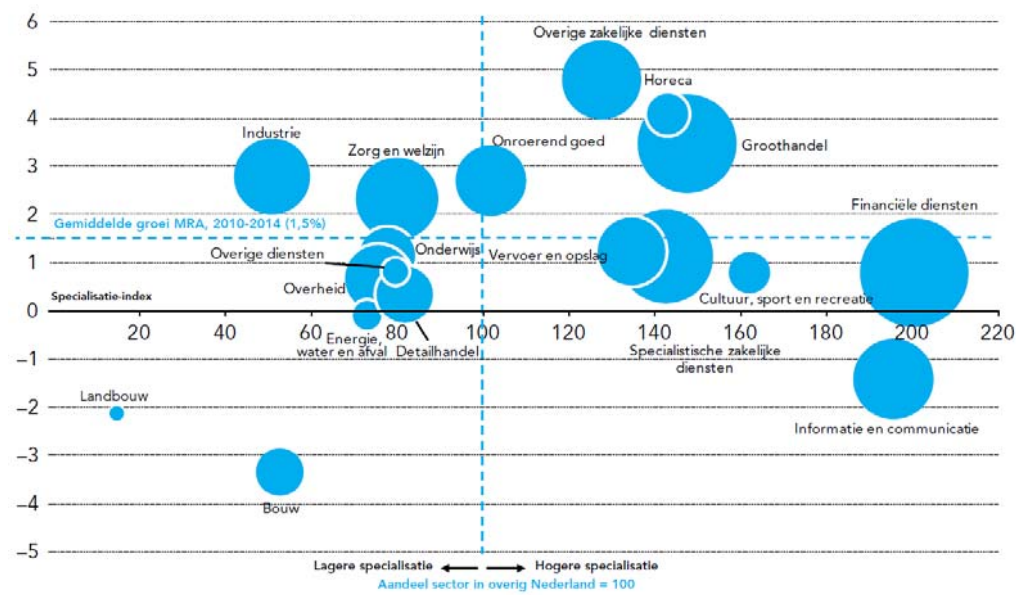 6
Overige zakelijke diensten
5
Horeca
4
Industrie
Onroerend goed
Groothandel
Zorg en welzijn
3
2
Financiële diensten
Gemiddelde groei MRA, 2010-2014 (1,5%)
Onderwijs
Vervoer en opslag
Overige diensten
1
Overheid
Specialisatie-index
Cultuur, sport en recreatie
0
20 40 60 80 100 120 140 160 180 200 220
Energie,
water en afval
Detailhandel
Specialistische zakelijke
diensten
–1
Landbouw
–2
Informatie en communicatie
–3
Bouw
–4
–5
Lagere specialisatie
Hogere specialisatie
Aandeel sector in overig Nederland = 100